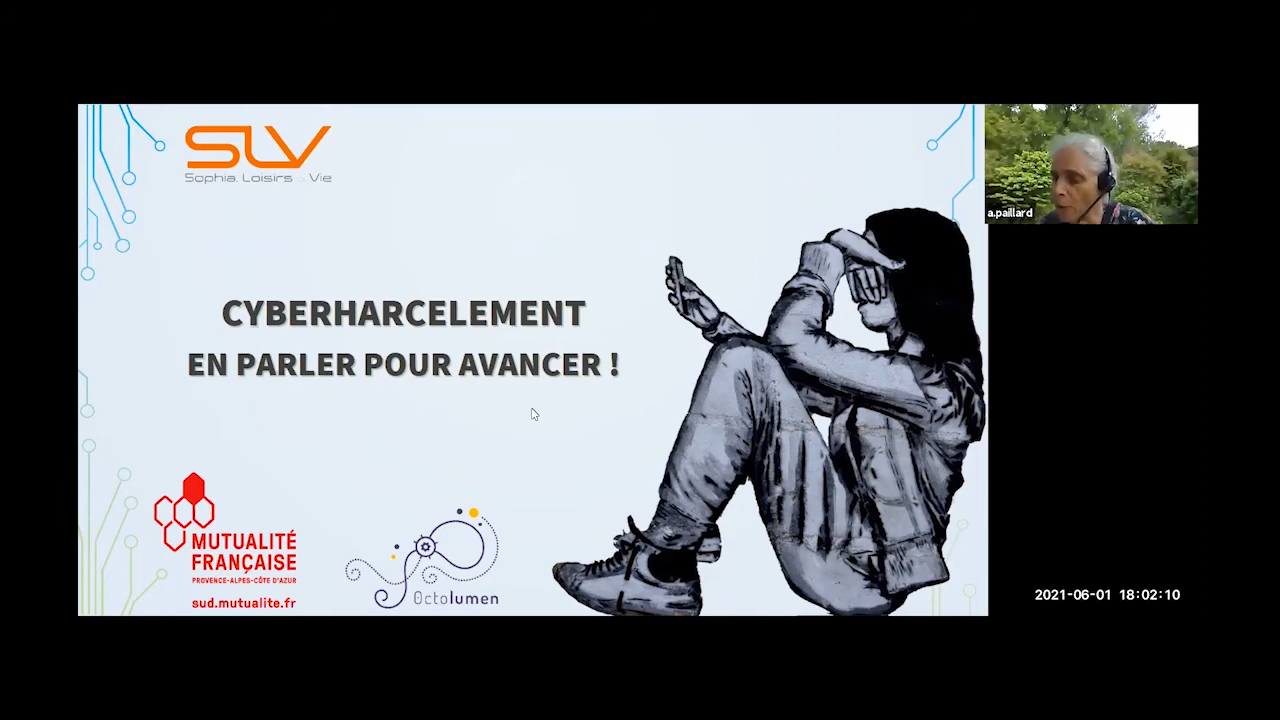 SLV
Sophia. Loisirs Vie
a.paillard
CYBERHARCELEMENT
EN PARLER POUR AVANCER !
MUTUALITÉ
FRANÇAISE
PROVENCE-ALPES-CÔTE D'AZUR
sud.mutualite.fr
Octolumen
2021-06-01 18:02:10